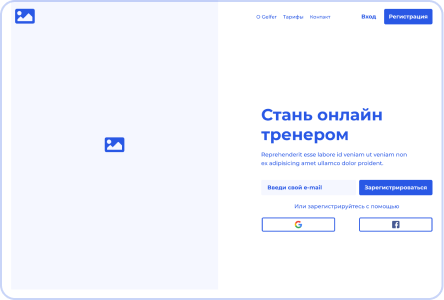 О Gelfer Тарифы Контакт Вход Регистрация
Стань онлайн
тренером
Reprehenderit esse labore id veniam ut veniam non
ex adipisicing amet ullamco dolor proident.
Введи свой e-mail Зарегистрироваться
Или зарегистрируйтесь с помощью